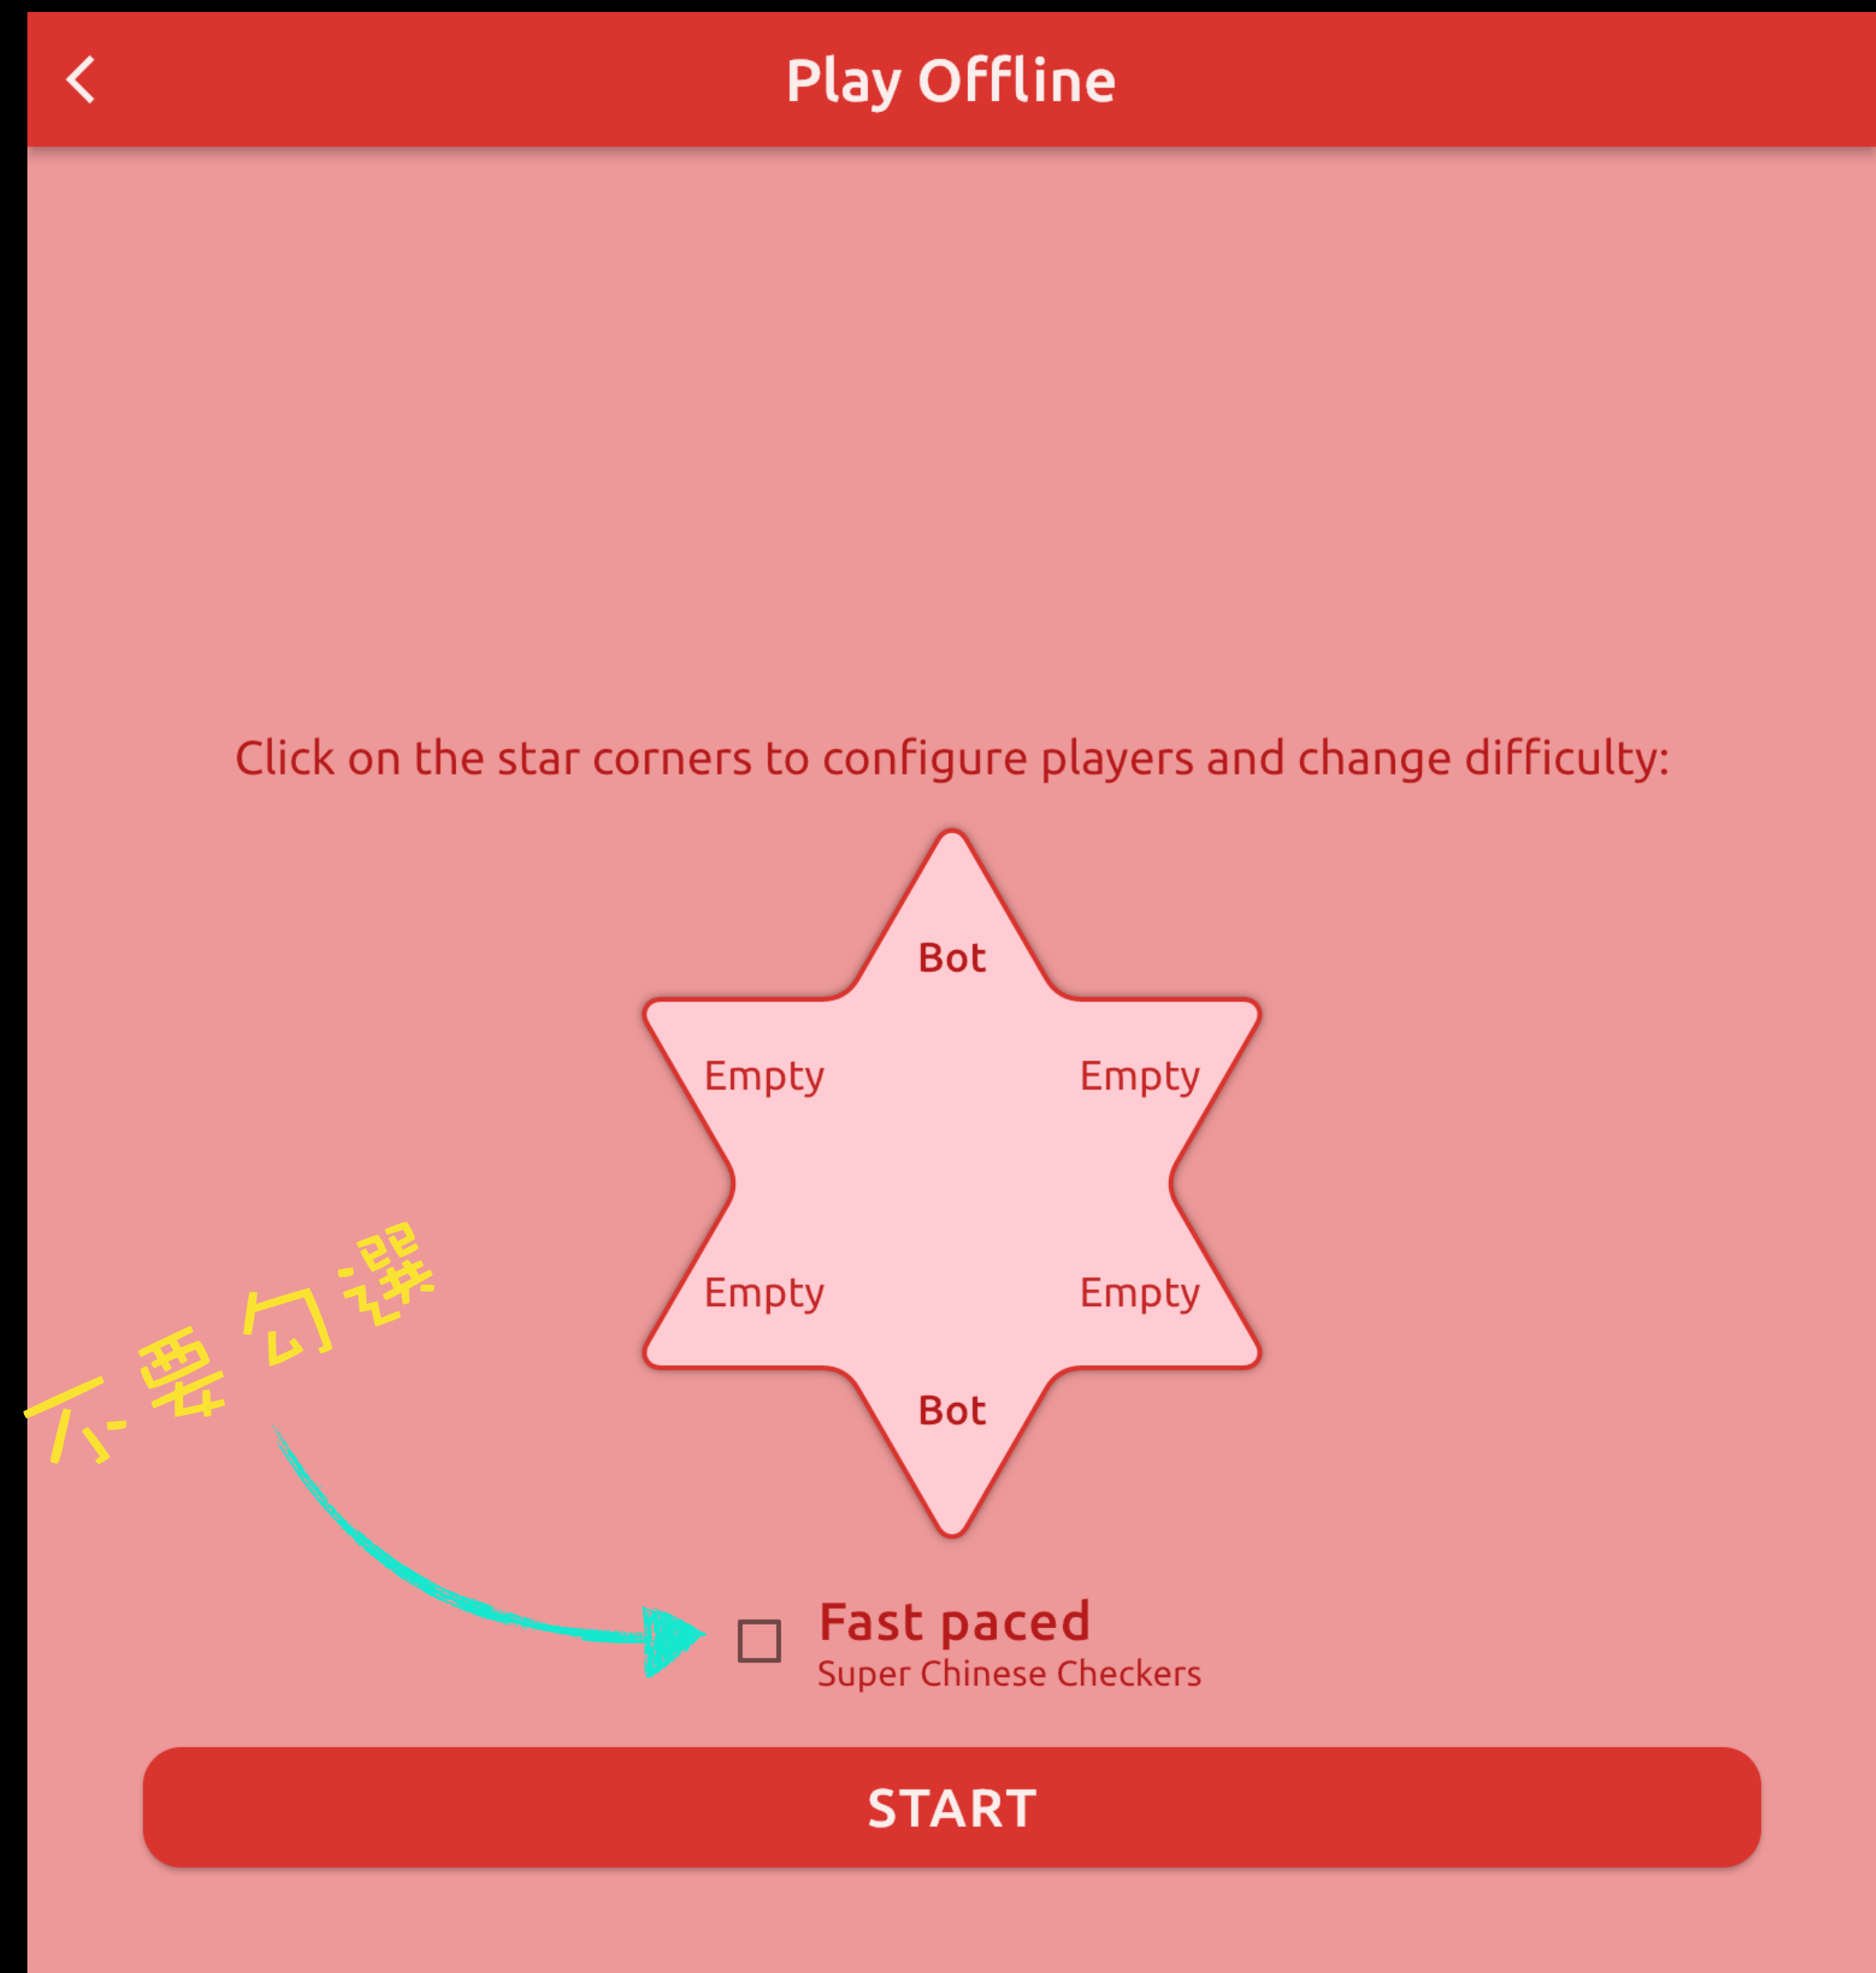 Play Offline
Click on the star corners to configure players and change difficulty:
Bot
Empty Empty
Empty Empty
Bot
不要勾選
Fast paced
Super Chinese Checkers
START